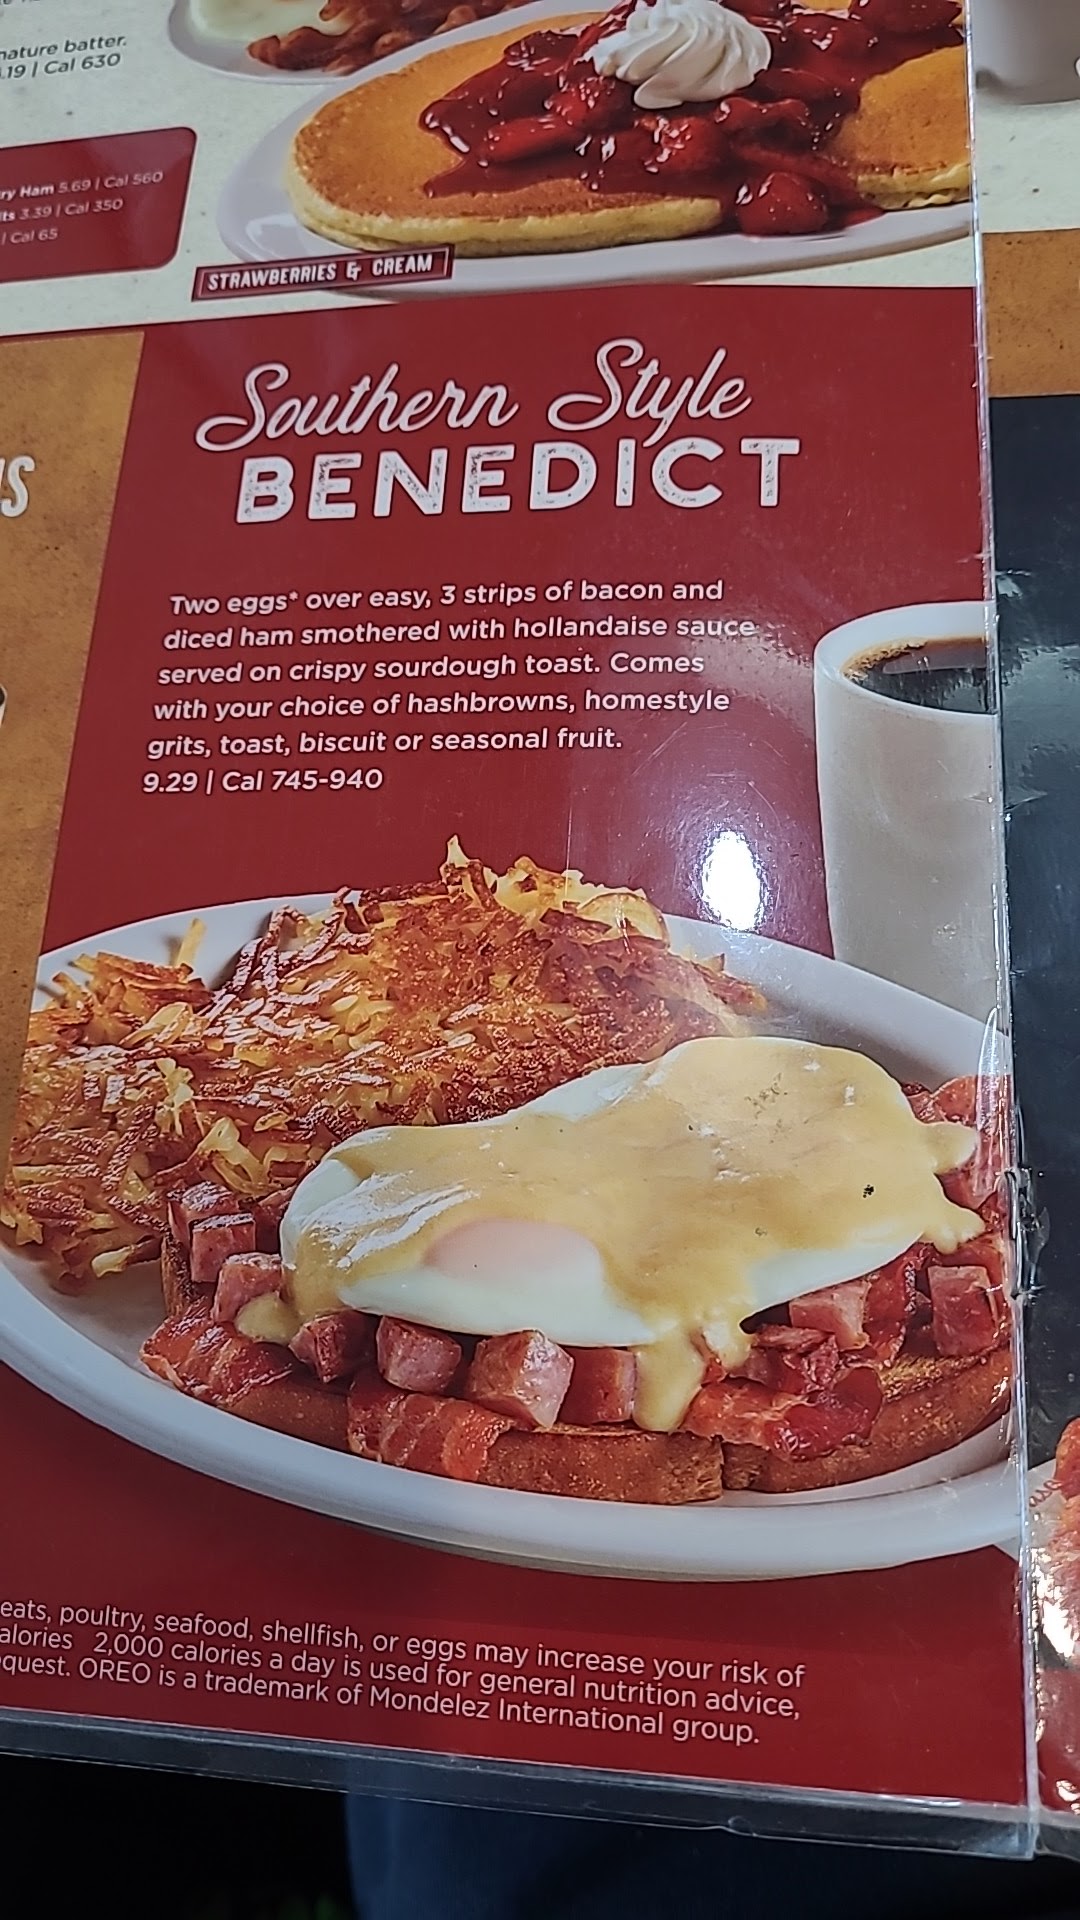 nature batter.
.19 | Cal 630
ry Ham 5.69 | Cal 560
its 3.39 | Cal 350
| Cal 65
STRAWBERRIES & CREAM
Southern Style
BENEDICT
Two eggs* over easy, 3 strips of bacon and
diced ham smothered with hollandaise sauce
served on crispy sourdough toast. Comes
with your choice of hashbrowns, homestyle
grits, toast, biscuit or seasonal fruit.
9.29 | Cal 745-940
eats, poultry, seafood, shellfish, or eggs may increase your risk of
alories 2,000 calories a day is used for general nutrition advice,
quest. OREO is a trademark of Mondelez International group.